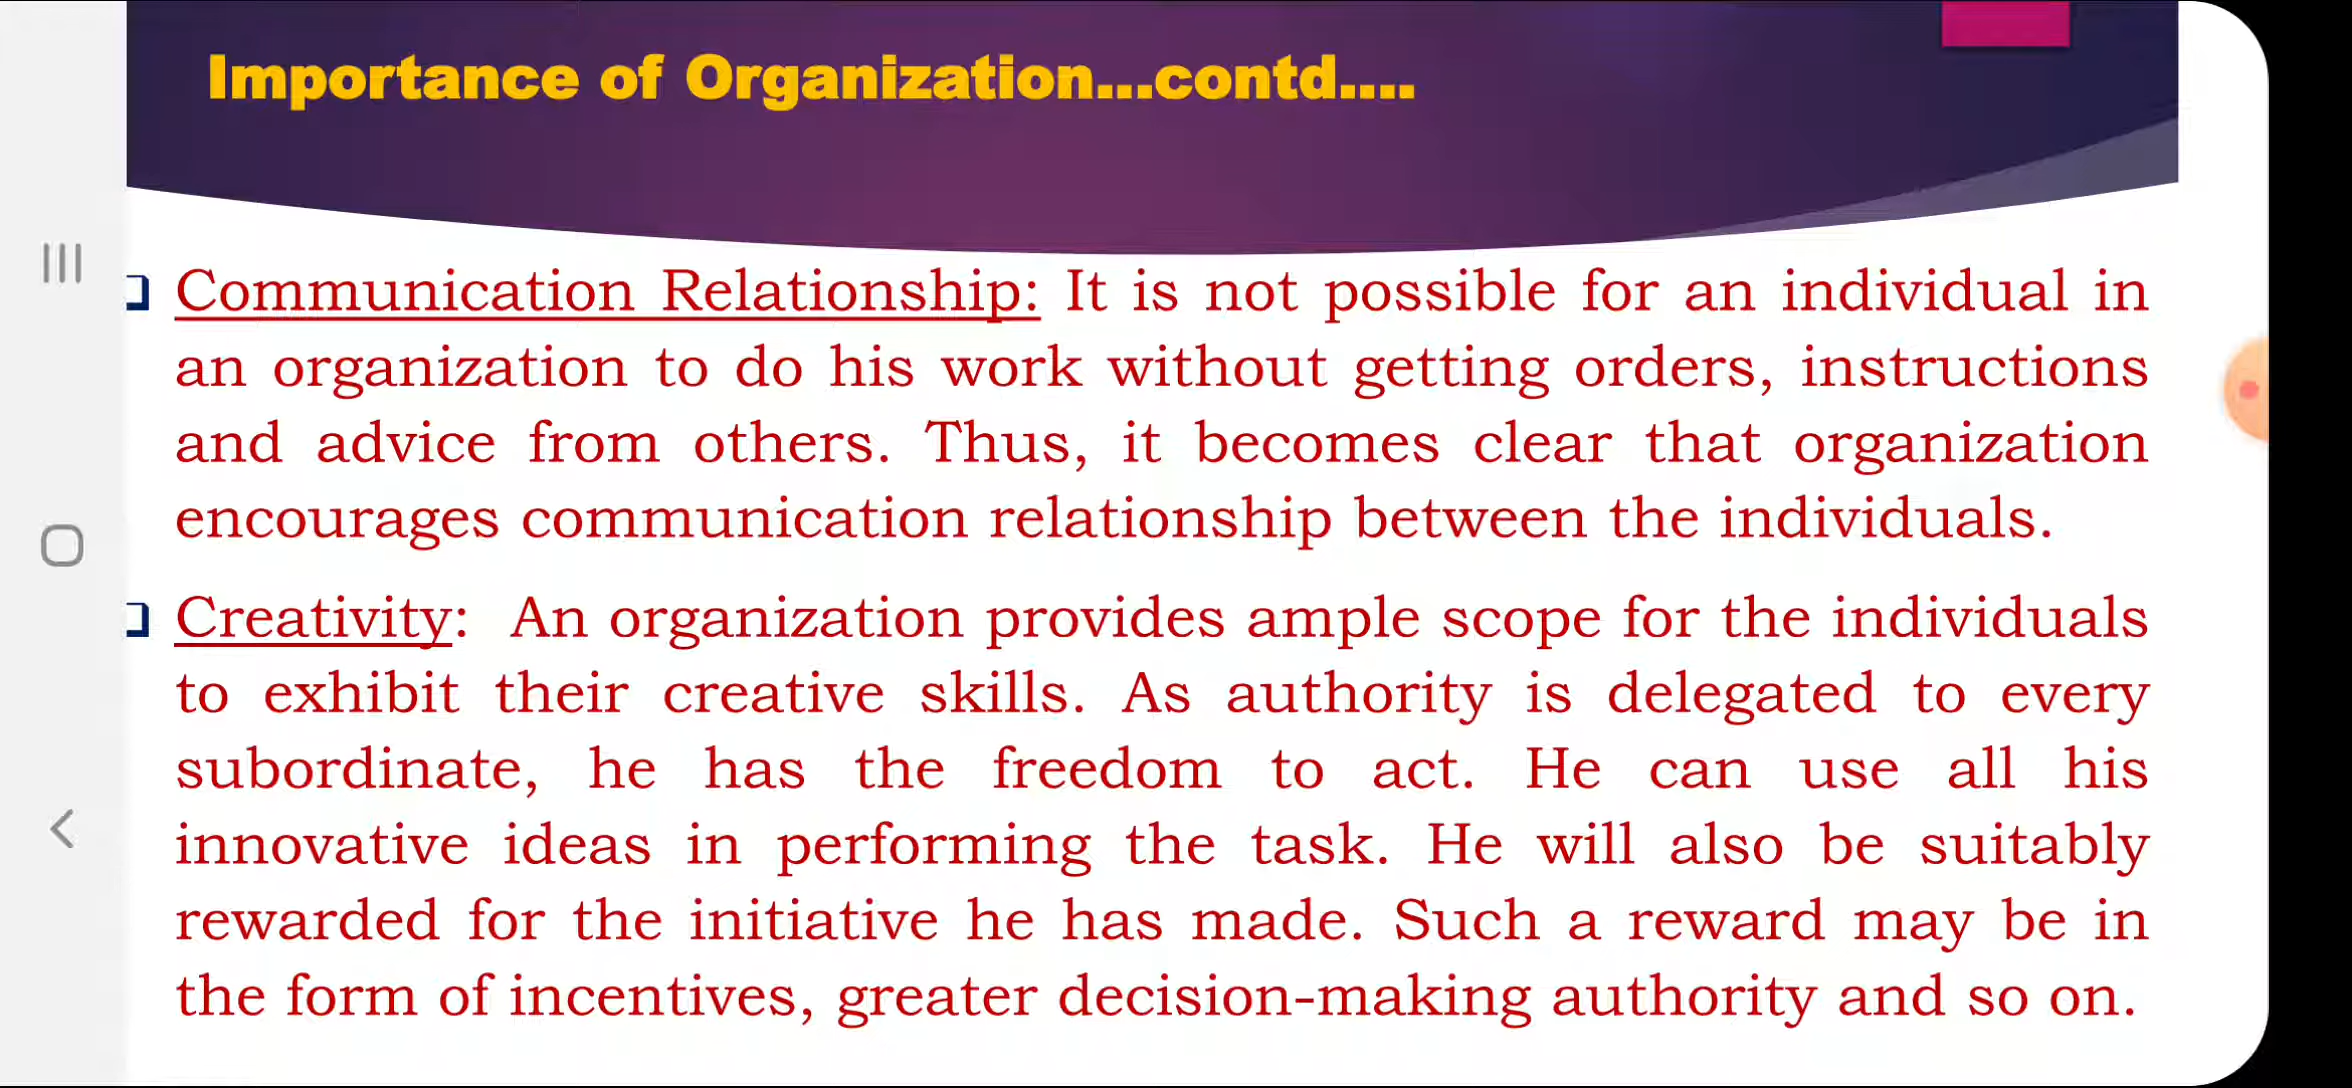 Importance of Organization...contd....
Communication Relationship: It is not possible for an individual in
an organization to do his work without getting orders, instructions
and advice from others. Thus, it becomes clear that organization
encourages communication relationship between the individuals.
Creativity: An organization provides ample scope for the individuals
to exhibit their creative skills. As authority is delegated to every
subordinate, he has the freedom to act. He can use all his
innovative ideas in performing the task. He will also be suitably
rewarded for the initiative he has made. Such a reward may be in
the form of incentives, greater decision-making authority and so on.